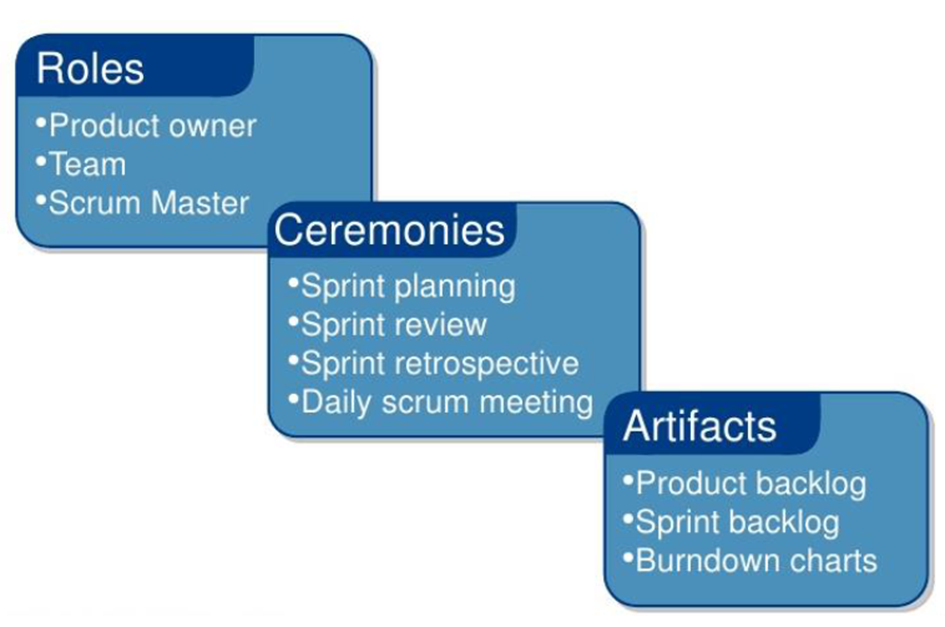 Roles
•Product owner
•Team
•Scrum Master
Ceremonies
•Sprint planning
•Sprint review
•Sprint retrospective
•Daily scrum meeting
Artifacts
•Product backlog
•Sprint backlog
•Burndown charts